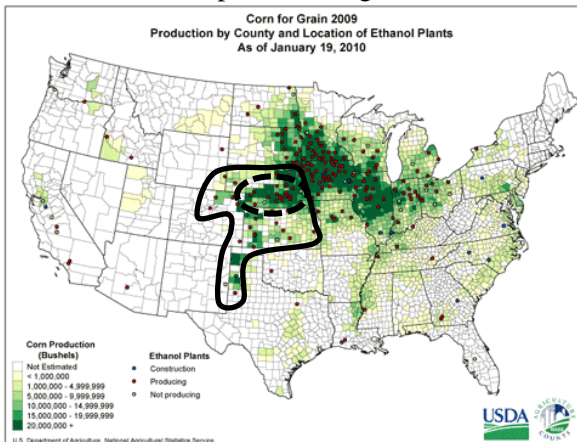 Corn for Grain 2009
Production by County and Location of Ethanol Plants
As of January 19, 2010
Corn Production
(Bushels)
Not Estimated
< 1,000,000
1,000,000 - 4,999,999
5,000,000 - 9,999,999
10,000,000 - 14,999,999
15,000,000 - 19,999,999
20,000,000 +
Ethanol Plants
Construction
Producing
Not producing
U.S. Department of Agriculture, National Agricultural Statistics Service
USDA
AGRICULTURE
COUNTS